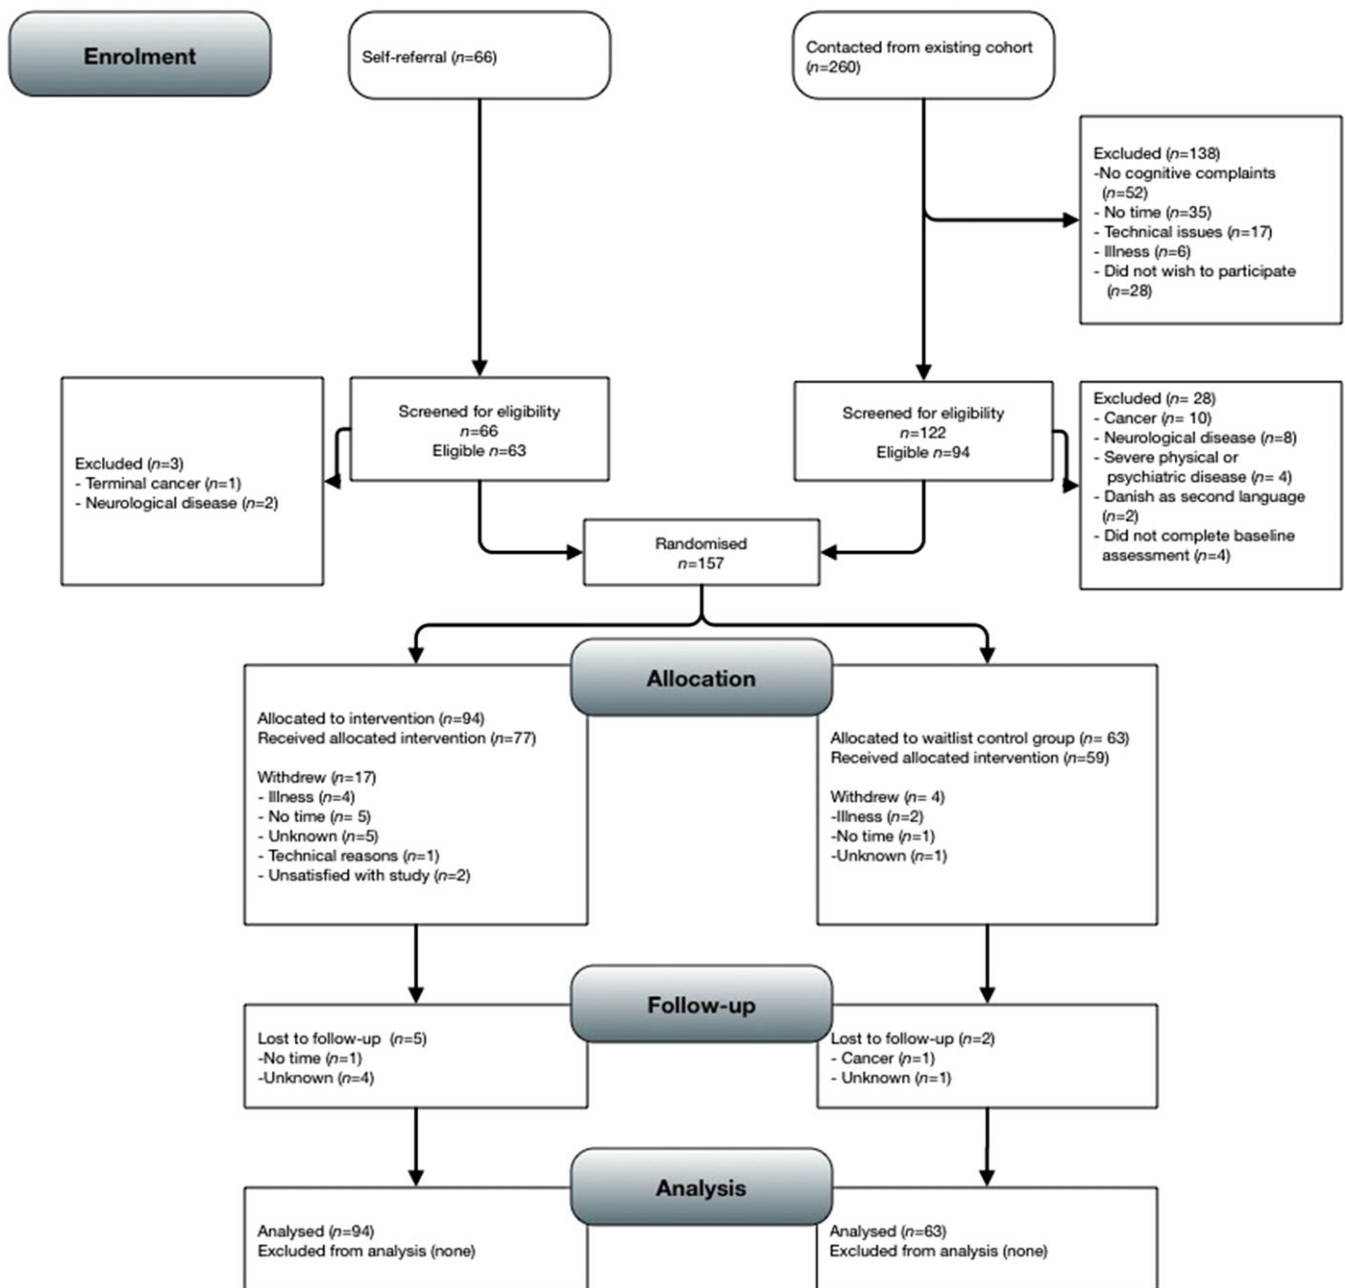 Enrolment
Self-referral (n=66)
Contacted from existing cohort
(n=260)
Excluded (n=138)
-No cognitive complaints
(n=52)
- No time (n=35)
- Technical issues (n=17)
- Illness (n=6)
- Did not wish to participate
(n=28)
Screened for eligibility
n=66
Eligible n=63
Excluded (n=3)
- Terminal cancer (n=1)
- Neurological disease (n=2)
Screened for eligibility
n=122
Eligible n=94
Excluded (n= 28)
- Cancer (n= 10)
- Neurological disease (n=8)
- Severe physical or
psychiatric disease (n= 4)
- Danish as second language
(n=2)
- Did not complete baseline
assessment (n=4)
Randomised
n=157
Allocation
Allocated to intervention (n=94)
Received allocated intervention (n=77)
Withdrew (n=17)
- Illness (n=4)
- No time (n= 5)
- Unknown (n=5)
- Technical reasons (n=1)
- Unsatisfied with study (n=2)
Allocated to waitlist control group (n= 63)
Received allocated intervention (n=59)
Withdrew (n= 4)
-Illness (n=2)
-No time (n=1)
-Unknown (n=1)
Follow-up
Lost to follow-up (n=5)
-No time (n=1)
-Unknown (n=4)
Lost to follow-up (n=2)
- Cancer (n=1)
- Unknown (n=1)
Analysis
Analysed (n=94)
Excluded from analysis (none)
Analysed (n=63)
Excluded from analysis (none)